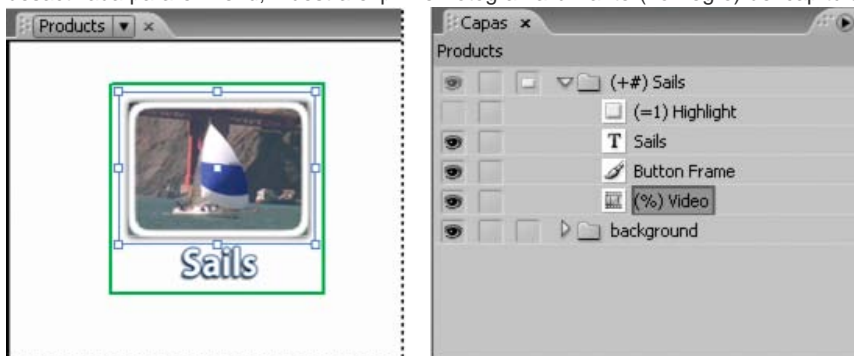 Products
Sails
Capas
Products
(+#) Sails
(=1) Highlight
T Sails
Button Frame
(%) Video
background